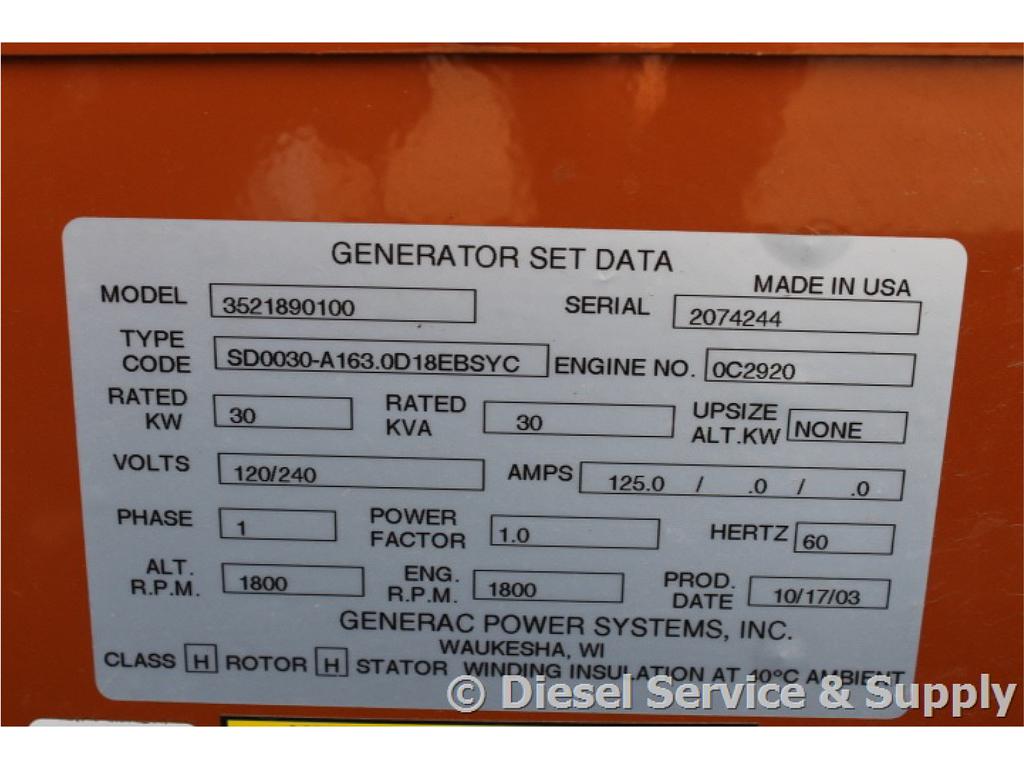 GENERATOR SET DATA
MADE IN USA
MODEL 3521890100 SERIAL 2074244
TYPE CODE SD0030-A163.0D18EBSYC ENGINE NO. 0C2920
RATED KW 30 RATED KVA 30 UPSIZE ALT.KW NONE
VOLTS 120/240 AMPS 125.0 / .0 / .0
PHASE 1 POWER FACTOR 1.0 HERTZ 60
ALT. R.P.M. 1800 ENG. R.P.M. 1800 PROD. DATE 10/17/03
GENERAC POWER SYSTEMS, INC.
WAUKESHA, WI
CLASS H ROTOR H STATOR WINDING INSULATION AT 40°C AMBIENT
© Diesel Service & Supply